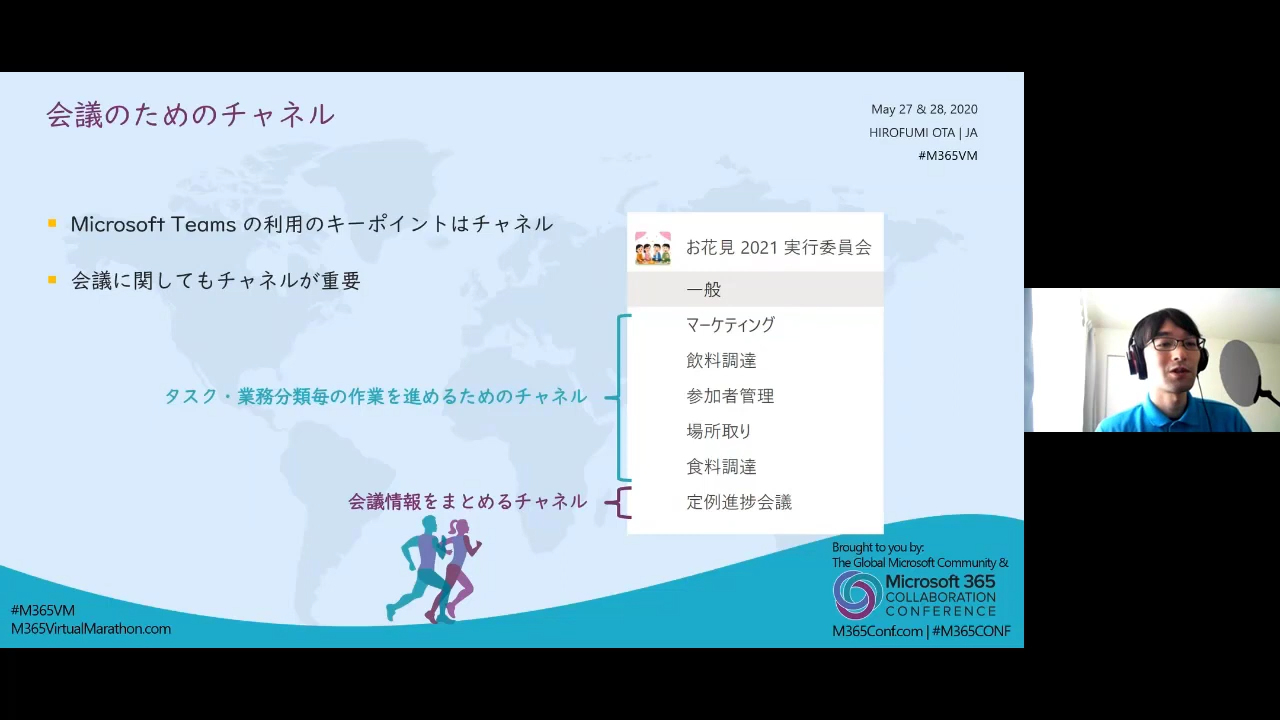 会議のためのチャネル
May 27 & 28, 2020
HIROFUMI OTA | JA
#M365VM
Microsoft Teams の利用のキーポイントはチャネル
会議に関してもチャネルが重要
お花見 2021 実行委員会
一般
マーケティング
飲料調達
参加者管理
場所取り
食料調達
定例進捗会議
タスク・業務分類毎の作業を進めるためのチャネル
会議情報をまとめるチャネル
#M365VM
M365VirtualMarathon.com
Brought to you by:
The Global Microsoft Community &
Microsoft 365
COLLABORATION
CONFERENCE
M365Conf.com | #M365CONF